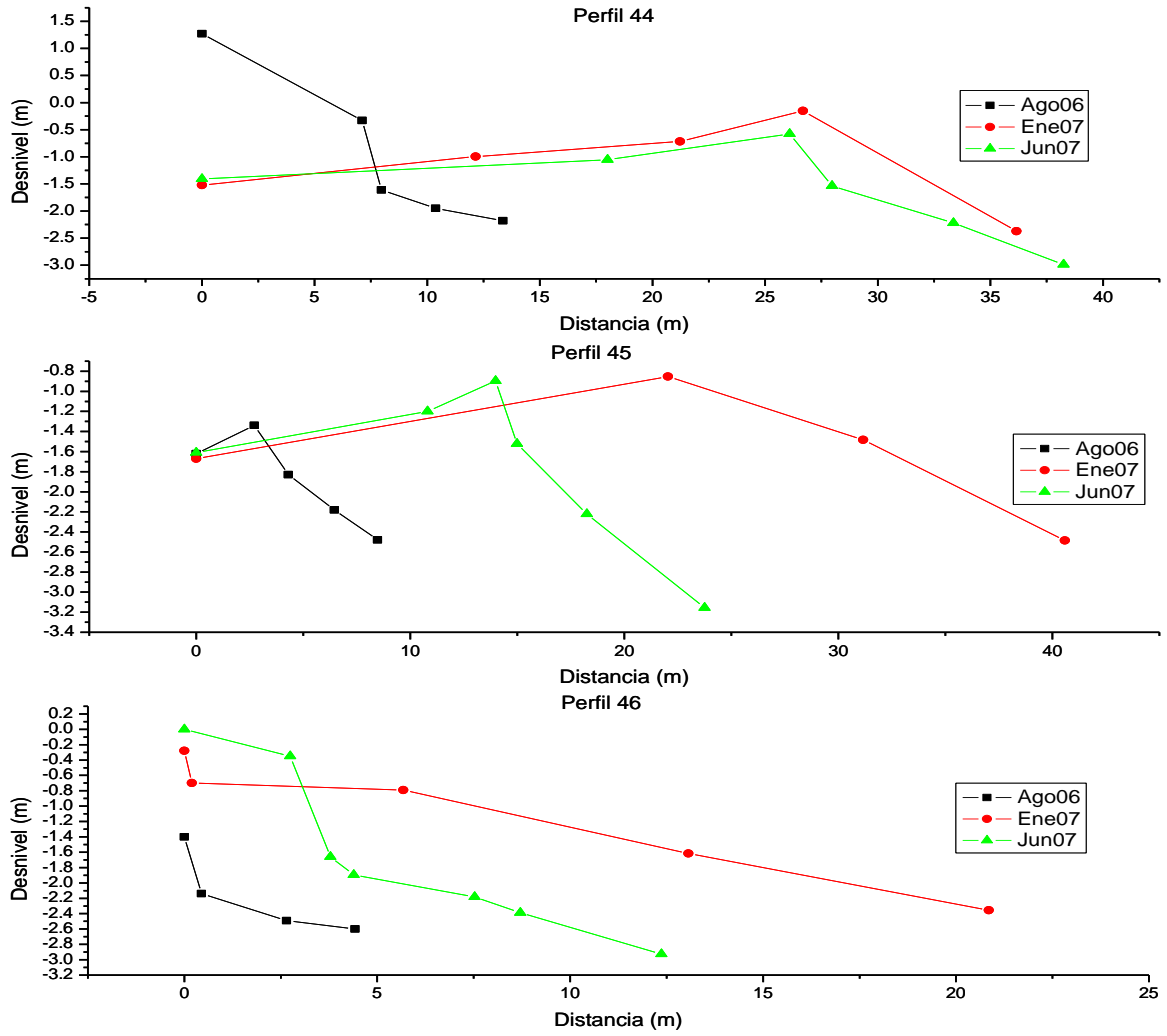 Perfil 44
Desnivel (m)
1.5
1.0
0.5
0.0
-0.5
-1.0
-1.5
-2.0
-2.5
-3.0
Ago06
Ene07
Jun07
-5 0 5 10 15 20 25 30 35 40
Distancia (m)
Perfil 45
Desnivel (m)
-0.8
-1.0
-1.2
-1.4
-1.6
-1.8
-2.0
-2.2
-2.4
-2.6
-2.8
-3.0
-3.2
-3.4
Ago06
Ene07
Jun07
0 10 20 30 40
Distancia (m)
Perfil 46
Desnivel (m)
0.2
0.0
-0.2
-0.4
-0.6
-0.8
-1.0
-1.2
-1.4
-1.6
-1.8
-2.0
-2.2
-2.4
-2.6
-2.8
-3.0
-3.2
Ago06
Ene07
Jun07
0 5 10 15 20 25
Distancia (m)